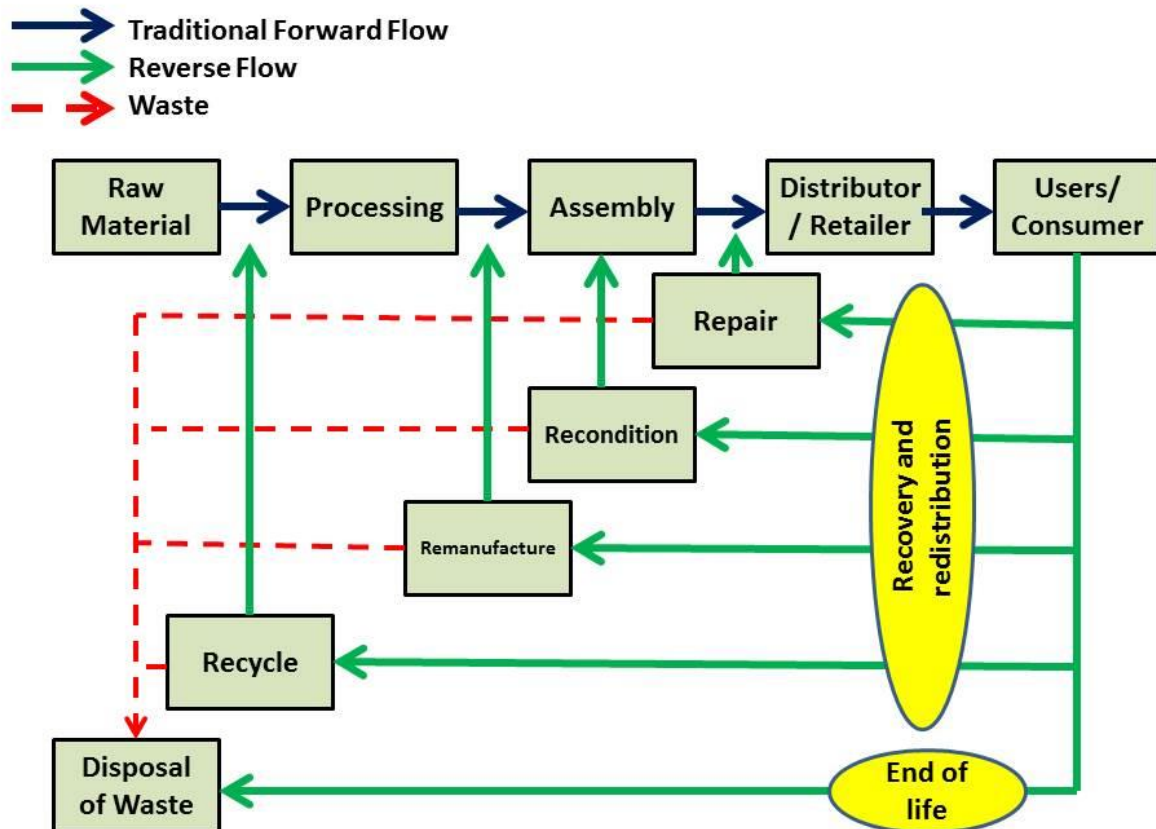 Traditional Forward Flow
Reverse Flow
Waste
Raw
Material
Processing
Assembly
Distributor
/ Retailer
Users/
Consumer
Repair
Recondition
Remanufacture
Recycle
Recovery and
redistribution
Disposal
of Waste
End of
life